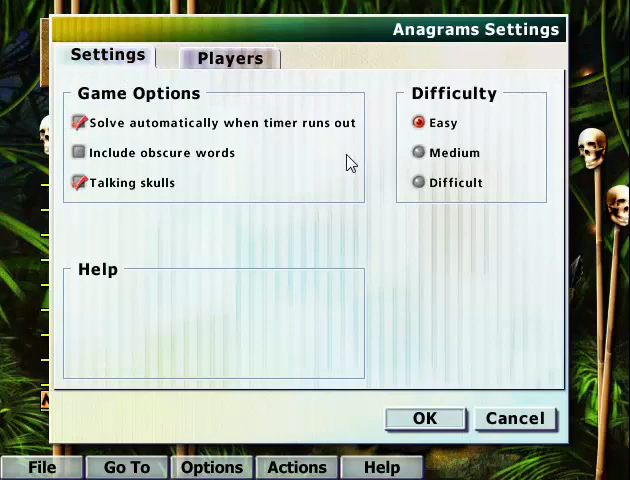 Anagrams Settings
Settings
Players
Game Options
Solve automatically when timer runs out
Include obscure words
Talking skulls
Difficulty
Easy
Medium
Difficult
Help
OK
Cancel
File
Go To
Options
Actions
Help